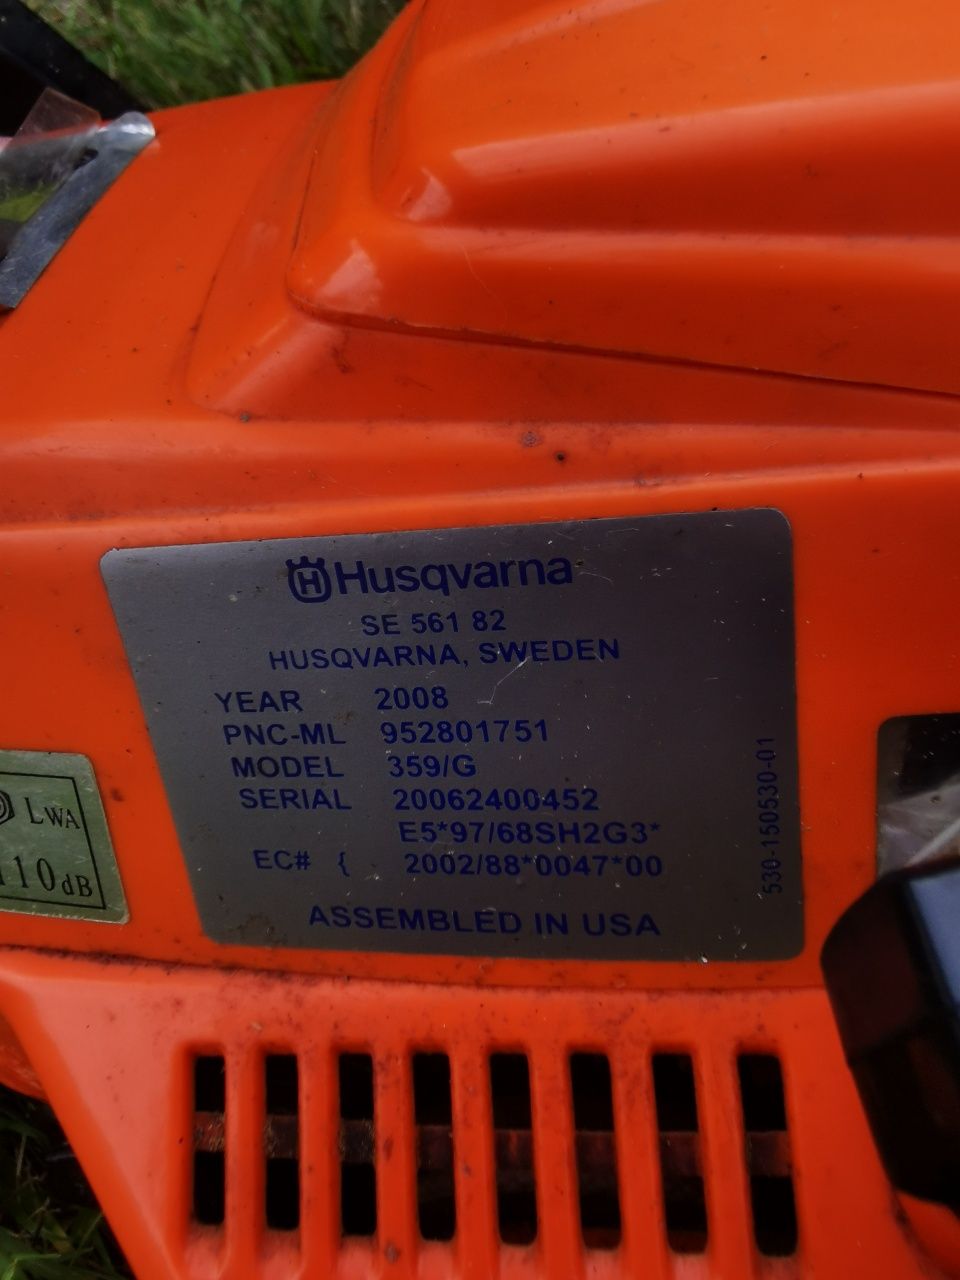 Husqvarna
SE 561 82
HUSQVARNA, SWEDEN
YEAR 2008
PNC-ML 952801751
MODEL 359/G
SERIAL 20062400452
E5*97/68SH2G3*
EC# { 2002/88*0047*00
ASSEMBLED IN USA
530-150530-01
LWA
110dB